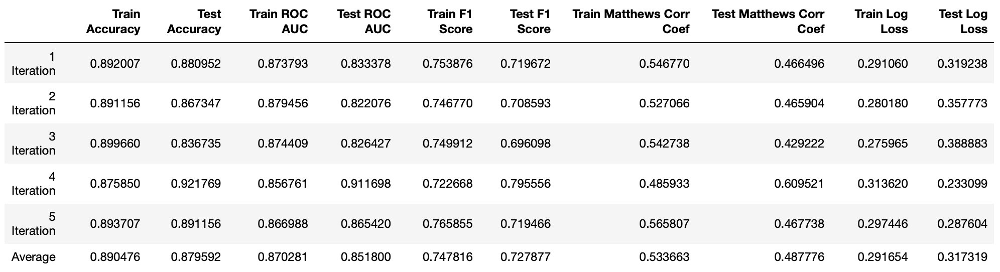 Train Accuracy Test Accuracy Train ROC AUC Test ROC AUC Train F1 Score Test F1 Score Train Matthews Corr Coef Test Matthews Corr Coef Train Log Loss Test Log Loss
1 Iteration 0.892007 0.880952 0.873793 0.833378 0.753876 0.719672 0.546770 0.466496 0.291060 0.319238
2 Iteration 0.891156 0.867347 0.879456 0.822076 0.746770 0.708593 0.527066 0.465904 0.280180 0.357773
3 Iteration 0.899660 0.836735 0.874409 0.826427 0.749912 0.696098 0.542738 0.429222 0.275965 0.388883
4 Iteration 0.875850 0.921769 0.856761 0.911698 0.722668 0.795556 0.485933 0.609521 0.313620 0.233099
5 Iteration 0.893707 0.891156 0.866988 0.865420 0.765855 0.719466 0.565807 0.467738 0.297446 0.287604
Average 0.890476 0.879592 0.870281 0.851800 0.747816 0.727877 0.533663 0.487776 0.291654 0.317319